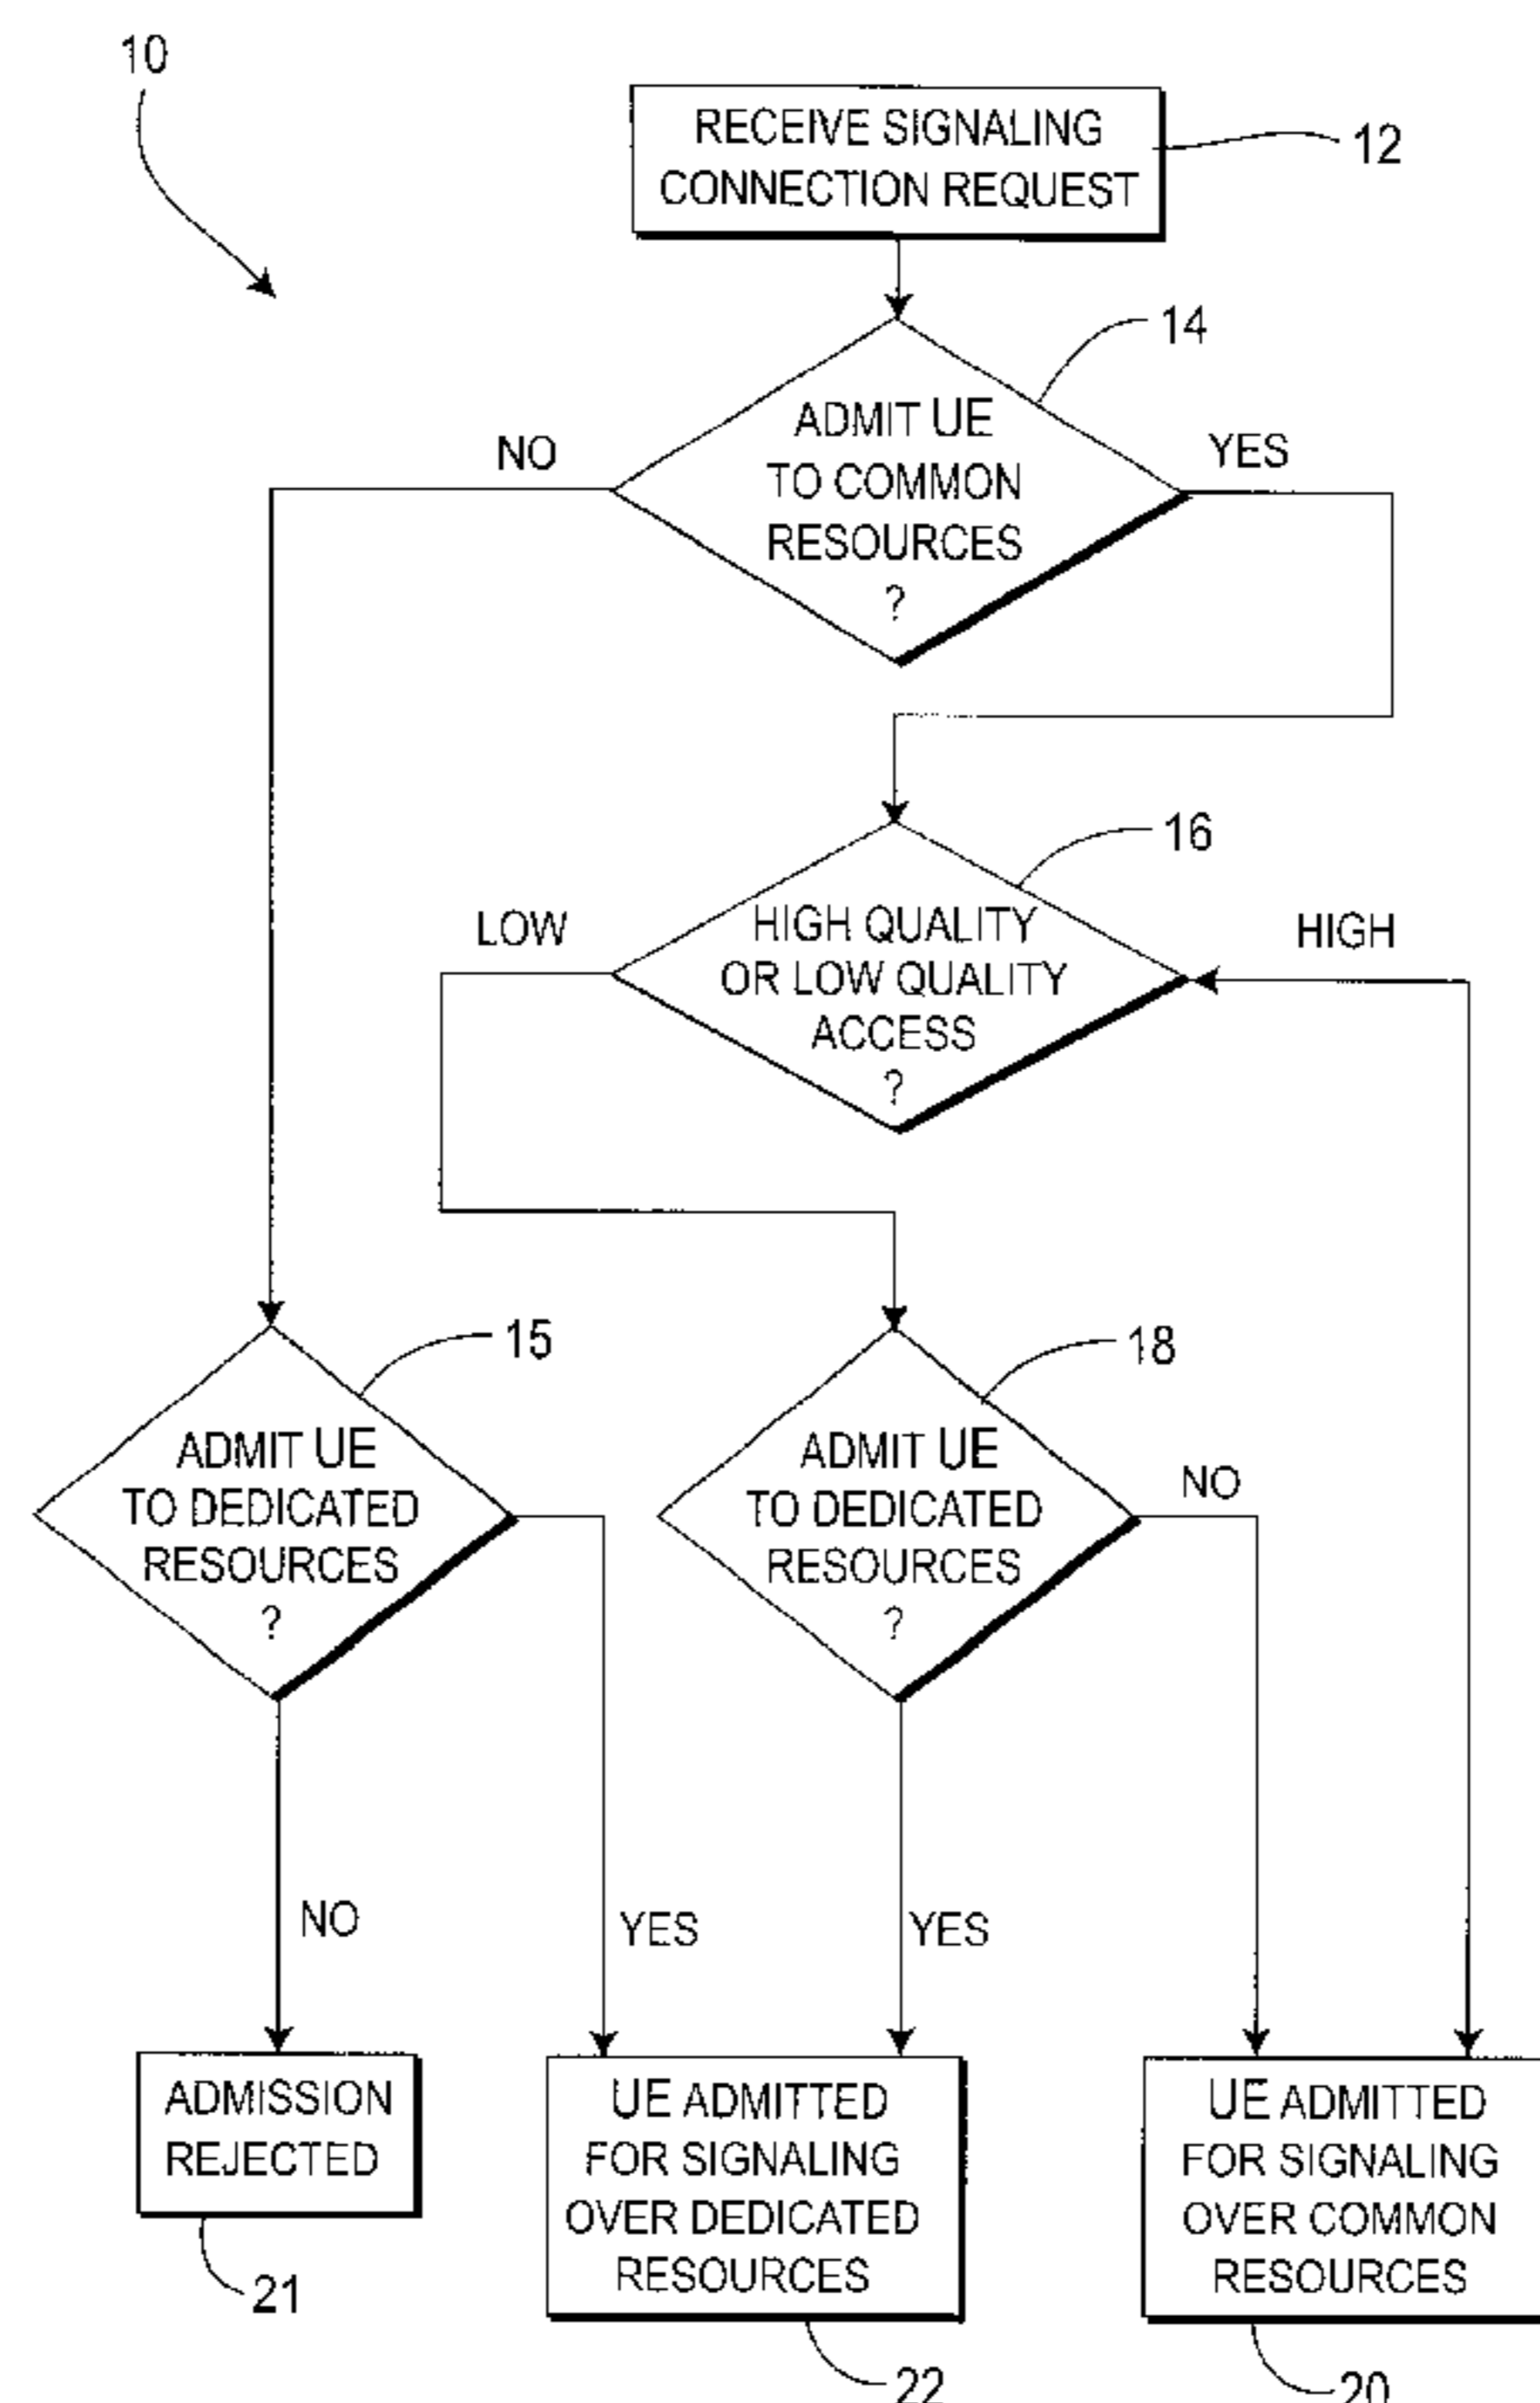 10
RECEIVE SIGNALING
CONNECTION REQUEST
12
14
ADMIT UE
TO COMMON
RESOURCES
?
NO
YES
16
HIGH QUALITY
OR LOW QUALITY
ACCESS
?
LOW
HIGH
15
ADMIT UE
TO DEDICATED
RESOURCES
?
18
ADMIT UE
TO DEDICATED
RESOURCES
?
NO
NO
YES
YES
ADMISSION
REJECTED
21
UE ADMITTED
FOR SIGNALING
OVER DEDICATED
RESOURCES
22
UE ADMITTED
FOR SIGNALING
OVER COMMON
RESOURCES
20